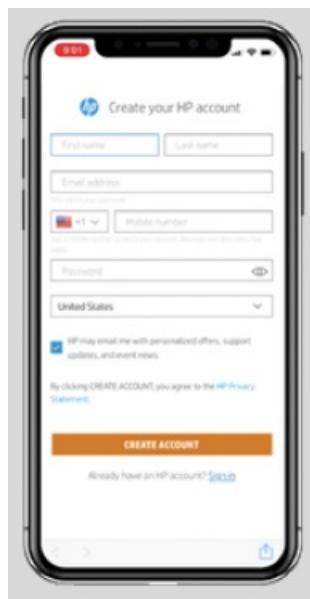 9:01
hp Create your HP account
First name Last name
Email address
+1 Mobile number
Password
United States
HP may email me with personalized offers, support
updates, and event news.
By clicking CREATE ACCOUNT, you agree to the HP Privacy
Statement.
CREATE ACCOUNT
Already have an HP account? Sign in